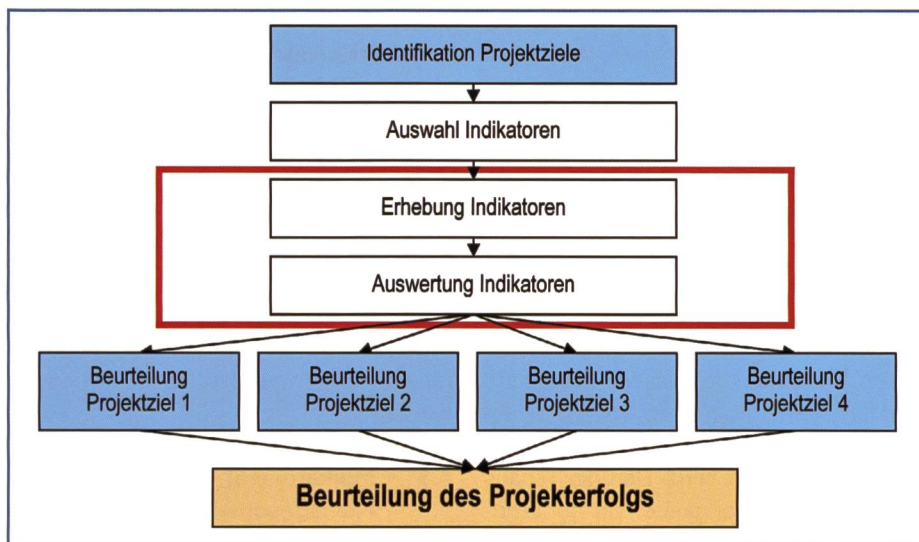 Identifikation Projektziele
Auswahl Indikatoren
Erhebung Indikatoren
Auswertung Indikatoren
Beurteilung
Projektziel 1
Beurteilung
Projektziel 2
Beurteilung
Projektziel 3
Beurteilung
Projektziel 4
Beurteilung des Projekterfolgs